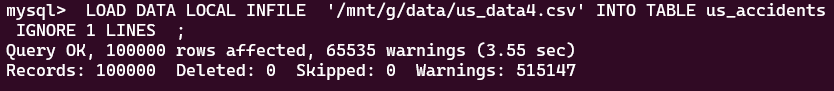 mysql>  LOAD DATA LOCAL INFILE  '/mnt/g/data/us_data4.csv' INTO TABLE us_accidents
 IGNORE 1 LINES  ;
Query OK, 100000 rows affected, 65535 warnings (3.55 sec)
Records: 100000  Deleted: 0  Skipped: 0  Warnings: 515147